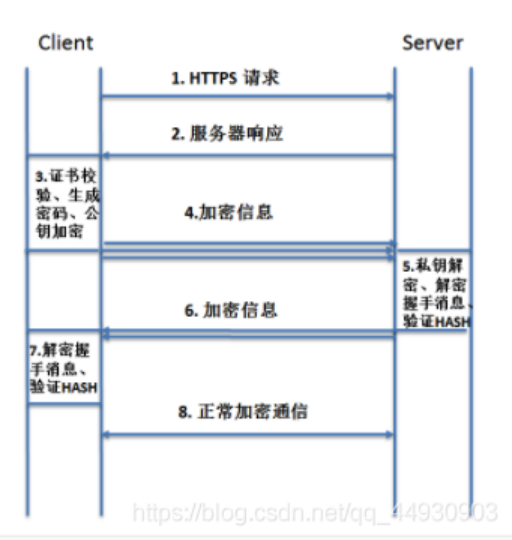 Client
Server
1. HTTPS 请求
2. 服务器响应
3.证书校
验、生成
密码、公
钥加密
4.加密信息
5.私钥解
密、解密
握手消息、
验证HASH
6. 加密信息
7.解密握
手消息、
验证HASH
8. 正常加密通信
https://blog.csdn.net/qq_44930903